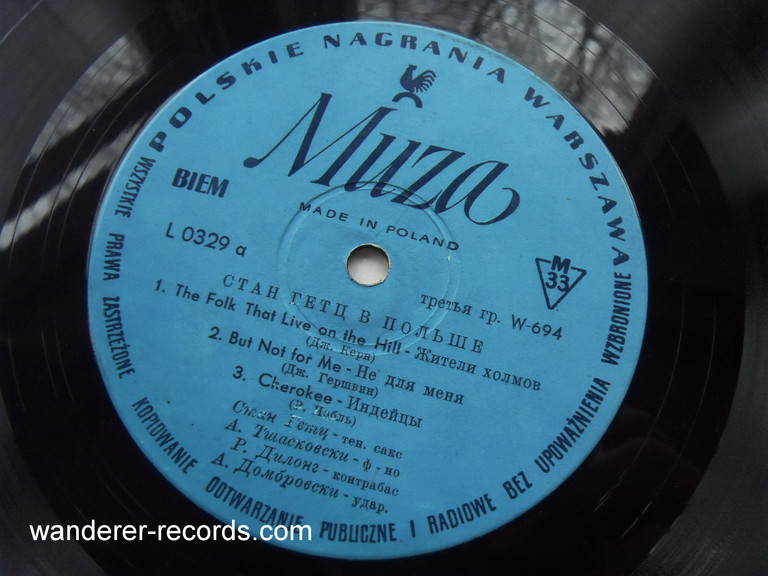 POLSKIE NAGRANIA WARSZAWA
Muza
MADE IN POLAND
BIEM
L 0329 a
M
33
третья гр. W-694
СТАН ГЕТЦ В ПОЛЬШЕ
1. The Folk That Live on the Hill - Жители холмов
(Дж. Керн)
2. But Not for Me - Не для меня
(Дж. Гершвин)
3. Cherokee - Индейцы
(Р. Нобль)
Стан Гетц - тен. сакс
А. Тшасковски - ф-но
Р. Дилонг - контрабас
А. Домбровски - удар.
WSZYSTKIE PRAWA ZASTRZEŻONE KOPIOWANIE ODTWARZANIE PUBLICZNE I RADIOWE BEZ UPOWAŻNIENIA WZBRONIONE
wanderer-records.com